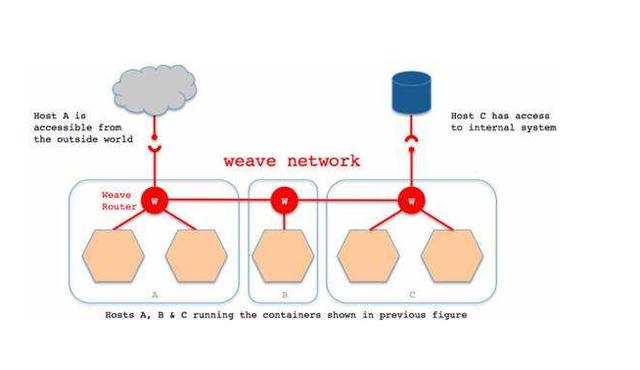 Host A is
accessible from
the outside world
Host C has access
to internal system
weave network
Weave
Router
W
W
W
A
B
C
Hosts A, B & C running the containers shown in previous figure